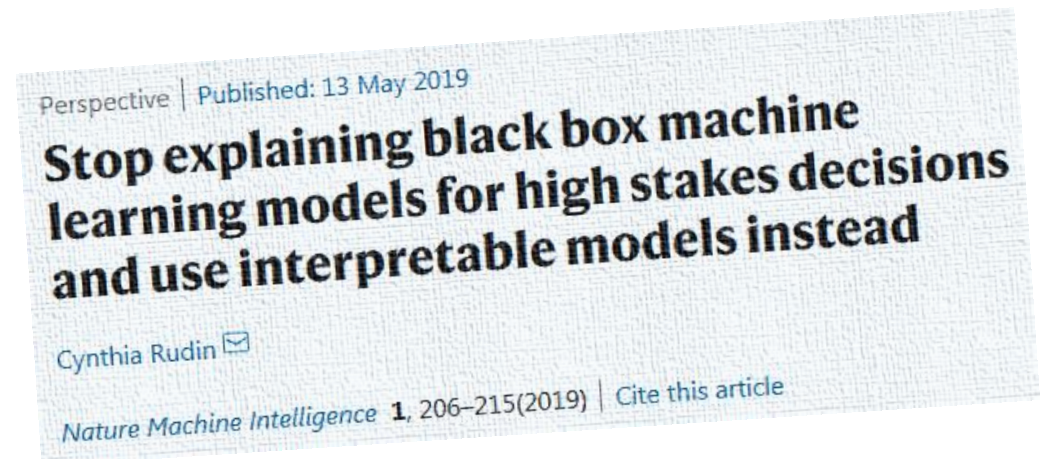 Perspective | Published: 13 May 2019
Stop explaining black box machine
learning models for high stakes decisions
and use interpretable models instead
Cynthia Rudin
Nature Machine Intelligence 1, 206–215(2019) | Cite this article